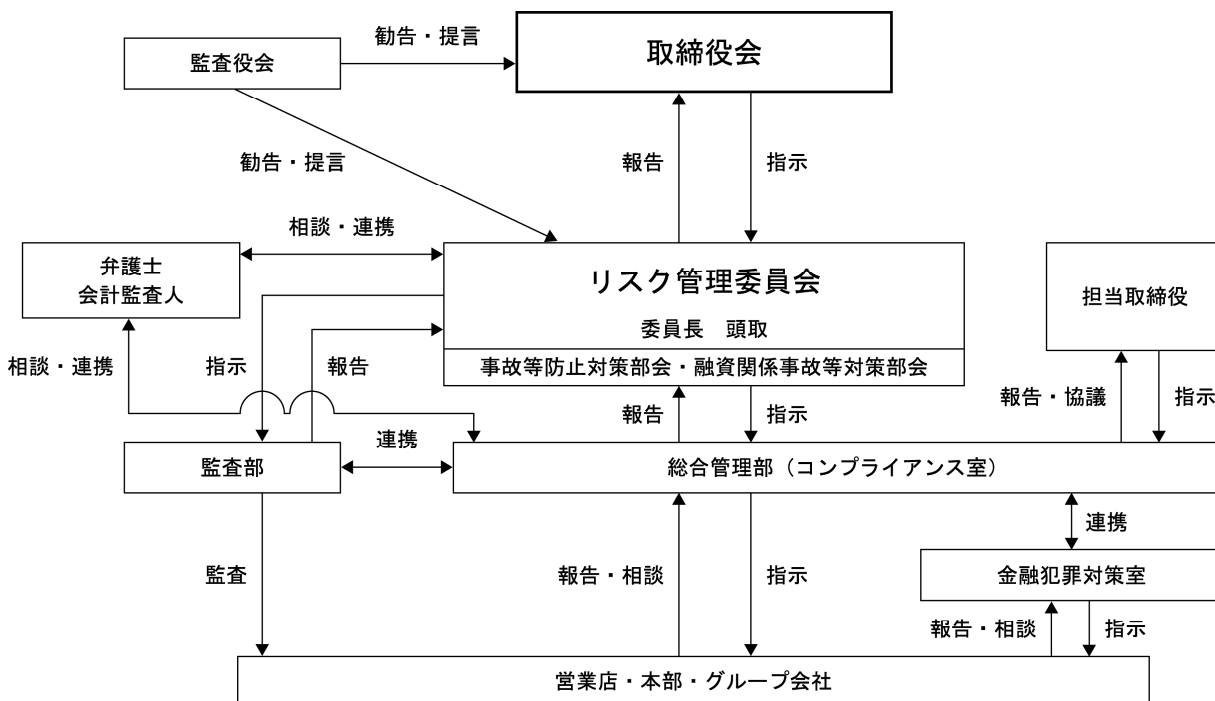 勧告・提言
監査役会
取締役会
勧告・提言
報告
指示
相談・連携
弁護士
会計監査人
リスク管理委員会
委員長 頭取
事故等防止対策部会・融資関係事故等対策部会
担当取締役
相談・連携
指示
報告
報告
指示
報告・協議
指示
連携
監査部
総合管理部（コンプライアンス室）
連携
監査
報告・相談
指示
金融犯罪対策室
報告・相談
指示
営業店・本部・グループ会社